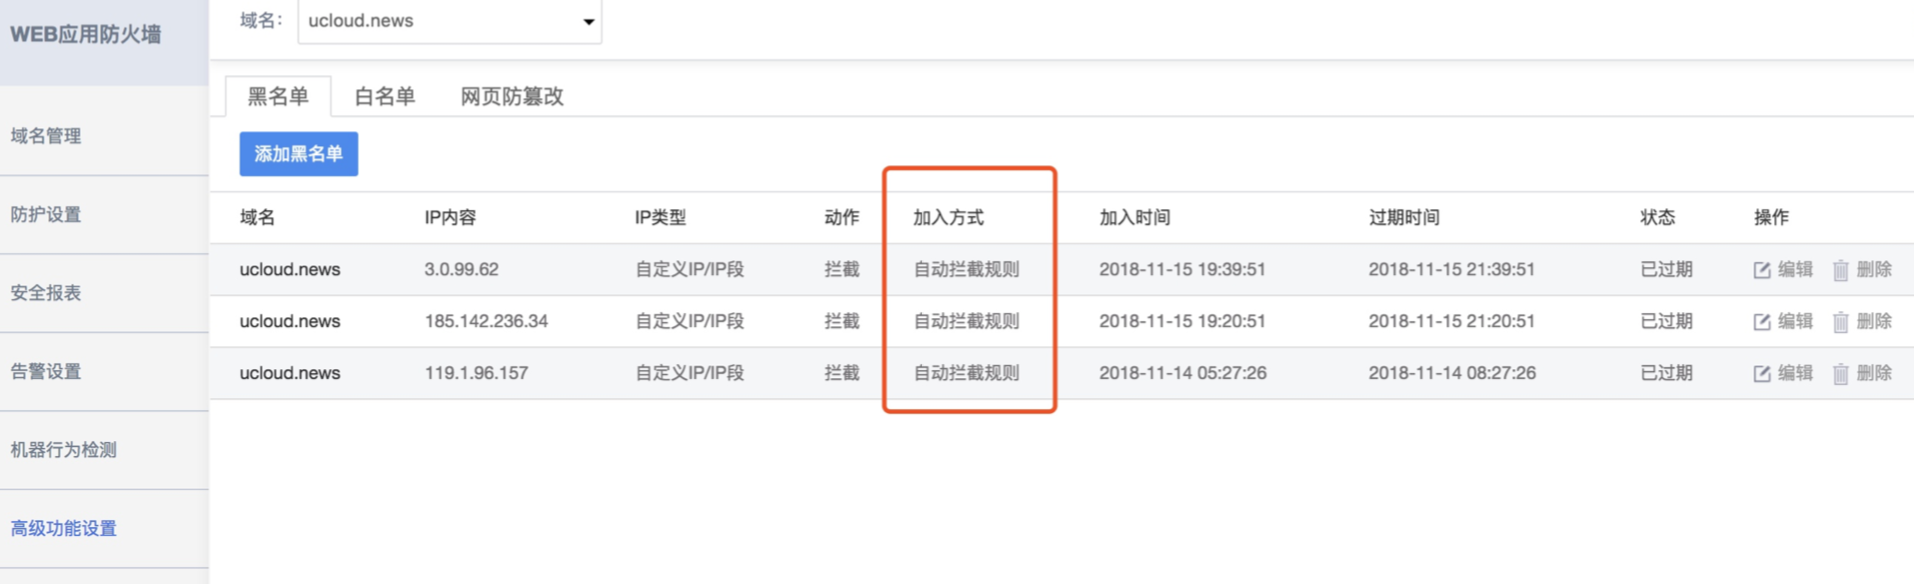 WEB应用防火墙
域名管理
防护设置
安全报表
告警设置
机器行为检测
高级功能设置
域名： ucloud.news
黑名单 白名单 网页防篡改
添加黑名单
域名 IP内容 IP类型 动作 加入方式 加入时间 过期时间 状态 操作
ucloud.news 3.0.99.62 自定义IP/IP段 拦截 自动拦截规则 2018-11-15 19:39:51 2018-11-15 21:39:51 已过期 编辑 删除
ucloud.news 185.142.236.34 自定义IP/IP段 拦截 自动拦截规则 2018-11-15 19:20:51 2018-11-15 21:20:51 已过期 编辑 删除
ucloud.news 119.1.96.157 自定义IP/IP段 拦截 自动拦截规则 2018-11-14 05:27:26 2018-11-14 08:27:26 已过期 编辑 删除